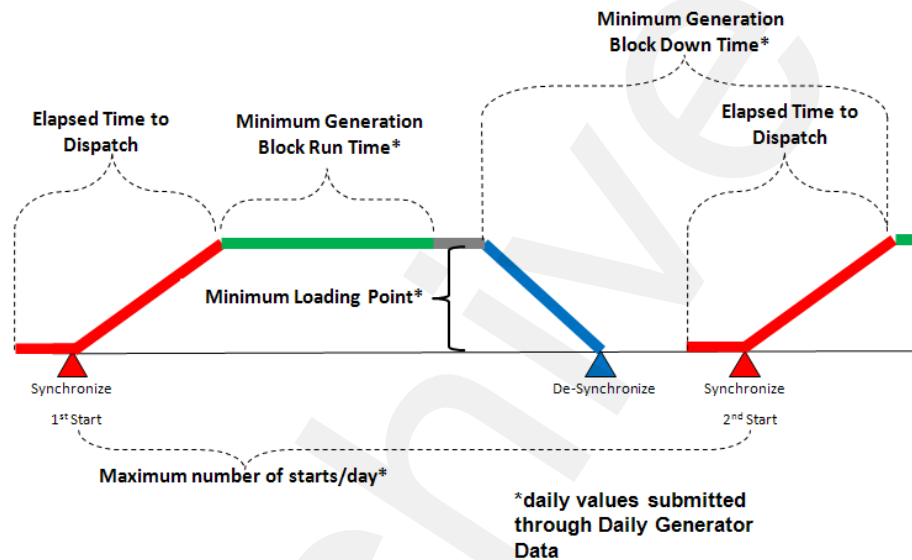 Minimum Generation
Block Down Time*
Elapsed Time to
Dispatch
Minimum Generation
Block Run Time*
Elapsed Time to
Dispatch
Minimum Loading Point*
Synchronize
De-Synchronize
Synchronize
1st Start
2nd Start
Maximum number of starts/day*
*daily values submitted
through Daily Generator
Data